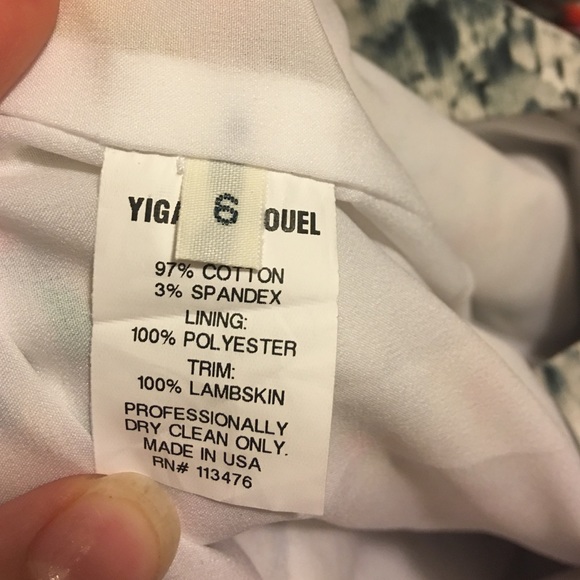 YIG 6 OUEL
97% COTTON
3% SPANDEX
LINING:
100% POLYESTER
TRIM:
100% LAMBSKIN
PROFESSIONALLY
DRY CLEAN ONLY.
MADE IN USA
RN# 113476